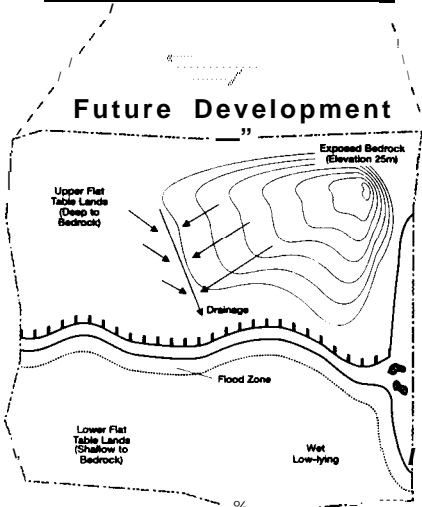 Future Development
Exposed Bedrock
(Elevation 25m)
Upper Flat
Table Lands
(Deep to
Bedrock)
Drainage
Flood Zone
Lower Flat
Table Lands
(Shallow to
Bedrock)
Wet
Low-lying
%